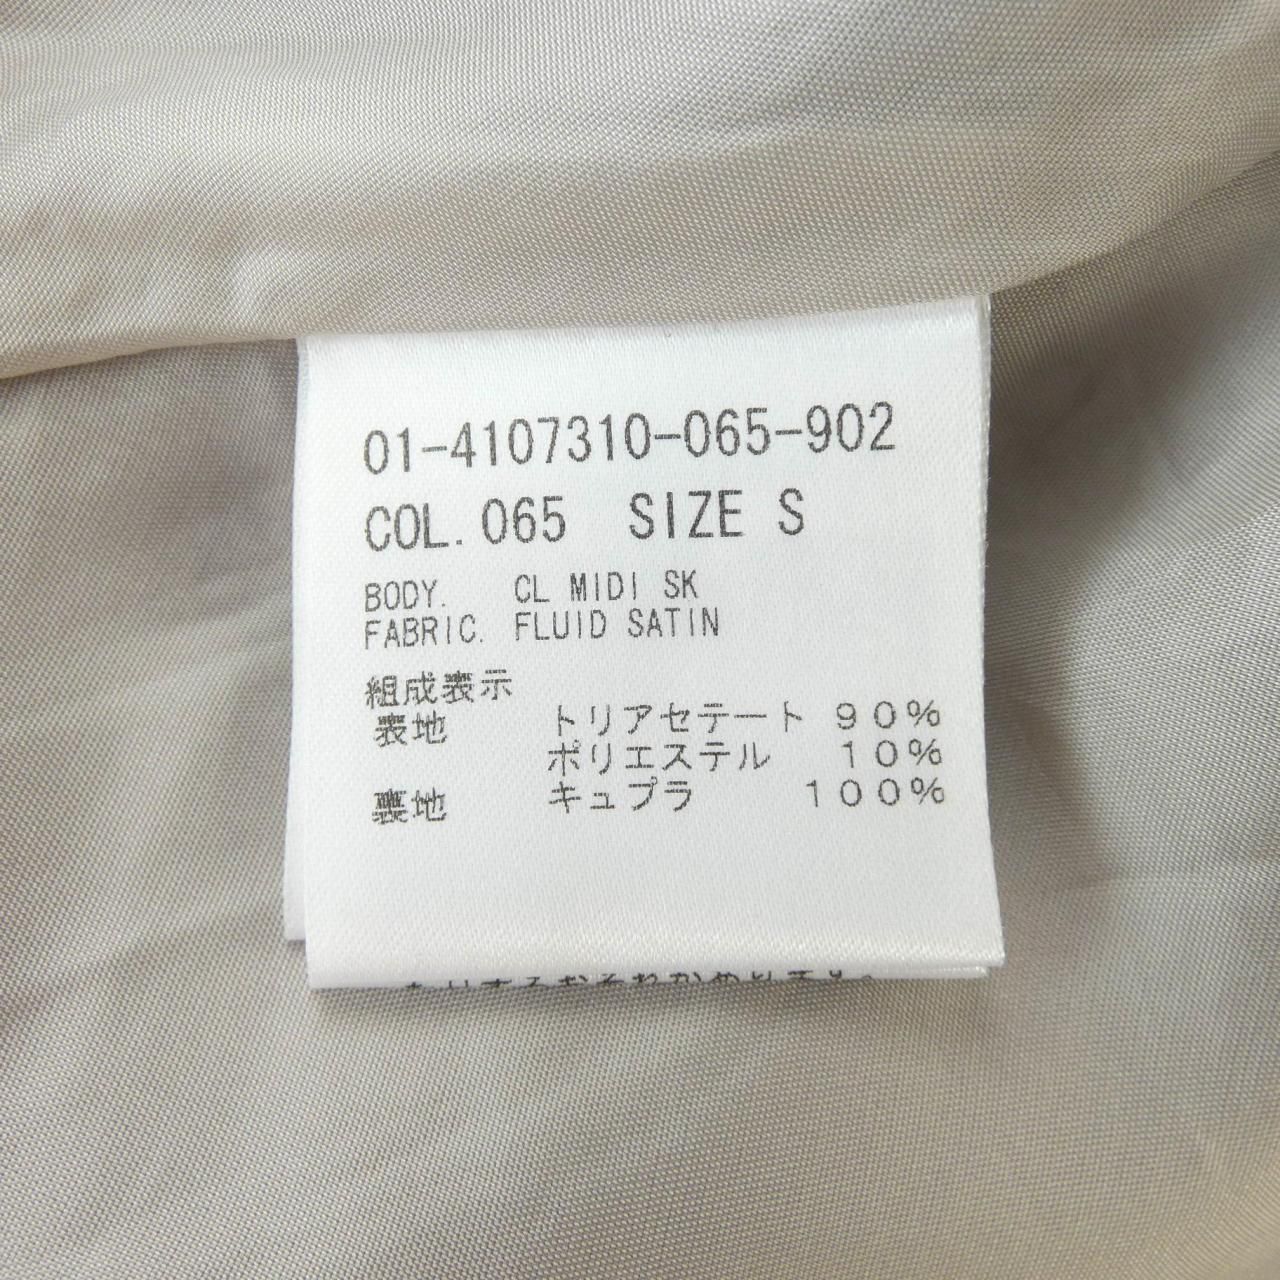 01-4107310-065-902
COL. 065 SIZE S
BODY. CL MIDI SK
FABRIC. FLUID SATIN
組成表示
表地 トリアセテート 90%
ポリエステル 10%
裏地 キュプラ 100%